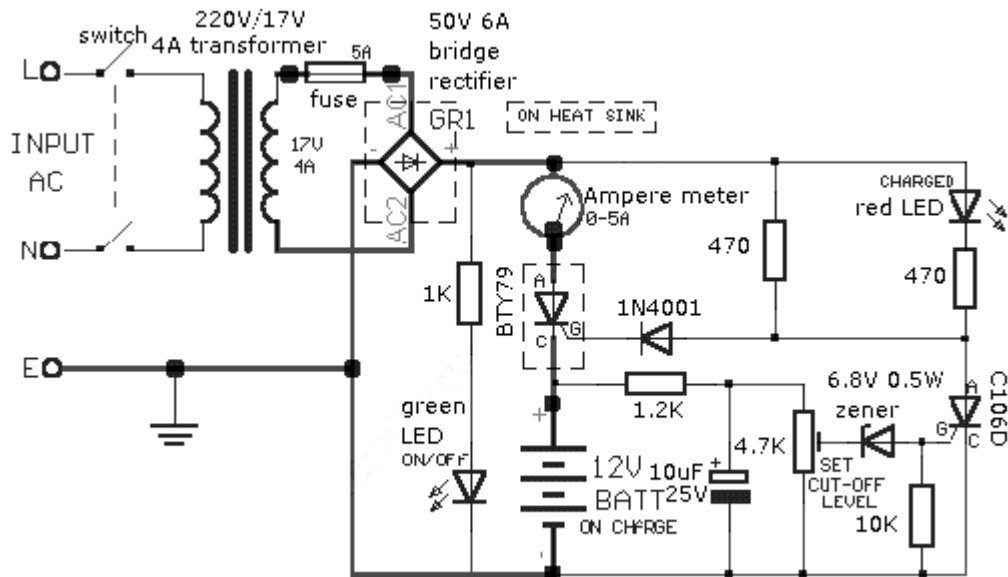 220V/17V
4A transformer
switch
5A
fuse
50V 6A
bridge
rectifier
L
INPUT
AC
N
E
17V
4A
AC1
AC2
GR1
-
+
ON HEAT SINK
Ampere meter
0-5A
CHARGED
red LED
470
470
1K
BTY79
A
G
C
1N4001
1.2K
6.8V 0.5W
zener
A
G
C
C106D
green
LED
ON/OFF
+
12V
BATT
ON CHARGE
-
10uF
25V
+
4.7K
SET
CUT-OFF
LEVEL
10K